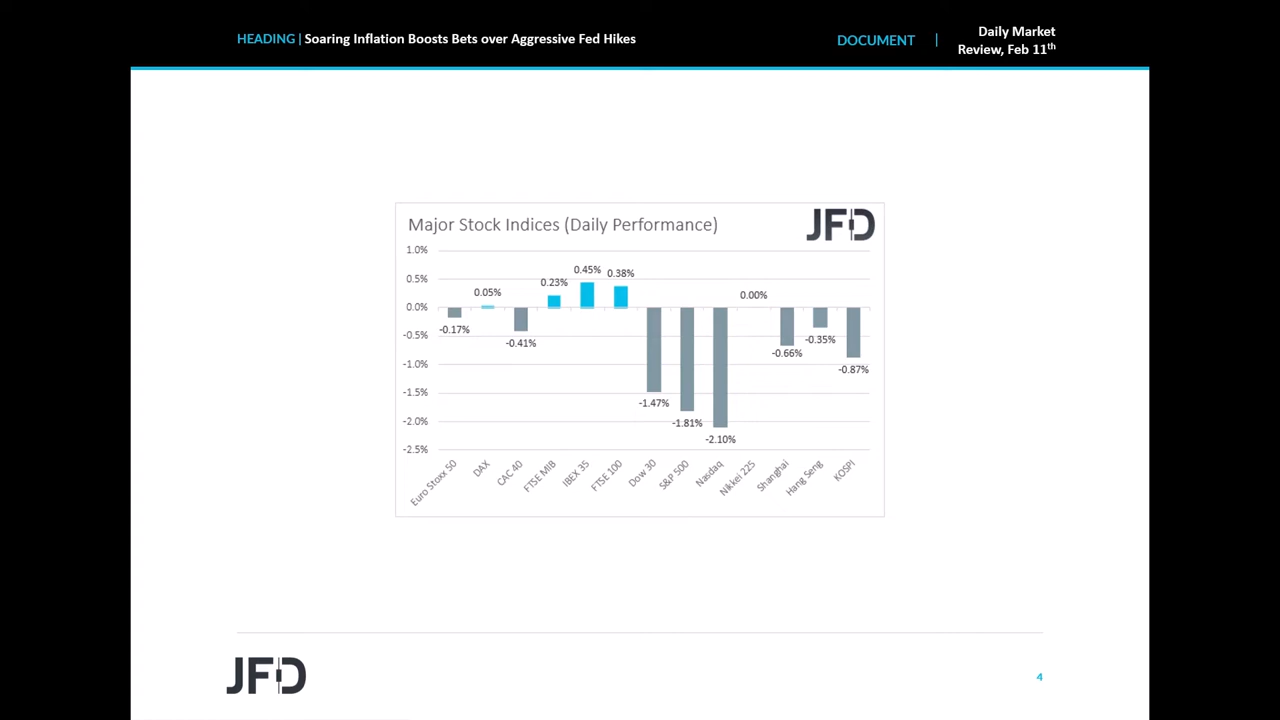 HEADING | Soaring Inflation Boosts Bets over Aggressive Fed Hikes
DOCUMENT |
Daily Market
Review, Feb 11th
Major Stock Indices (Daily Performance)
JFD
1.0%
0.5%
0.0%
-0.5%
-1.0%
-1.5%
-2.0%
-2.5%
-0.17%
0.05%
-0.41%
0.23%
0.45%
0.38%
-1.47%
-1.81%
-2.10%
0.00%
-0.66%
-0.35%
-0.87%
Euro Stoxx 50
DAX
CAC 40
FTSE MIB
IBEX 35
FTSE 100
Dow 30
S&P 500
Nasdaq
Nikkei 225
Shanghai
Hang Seng
KOSPI
JFD
4